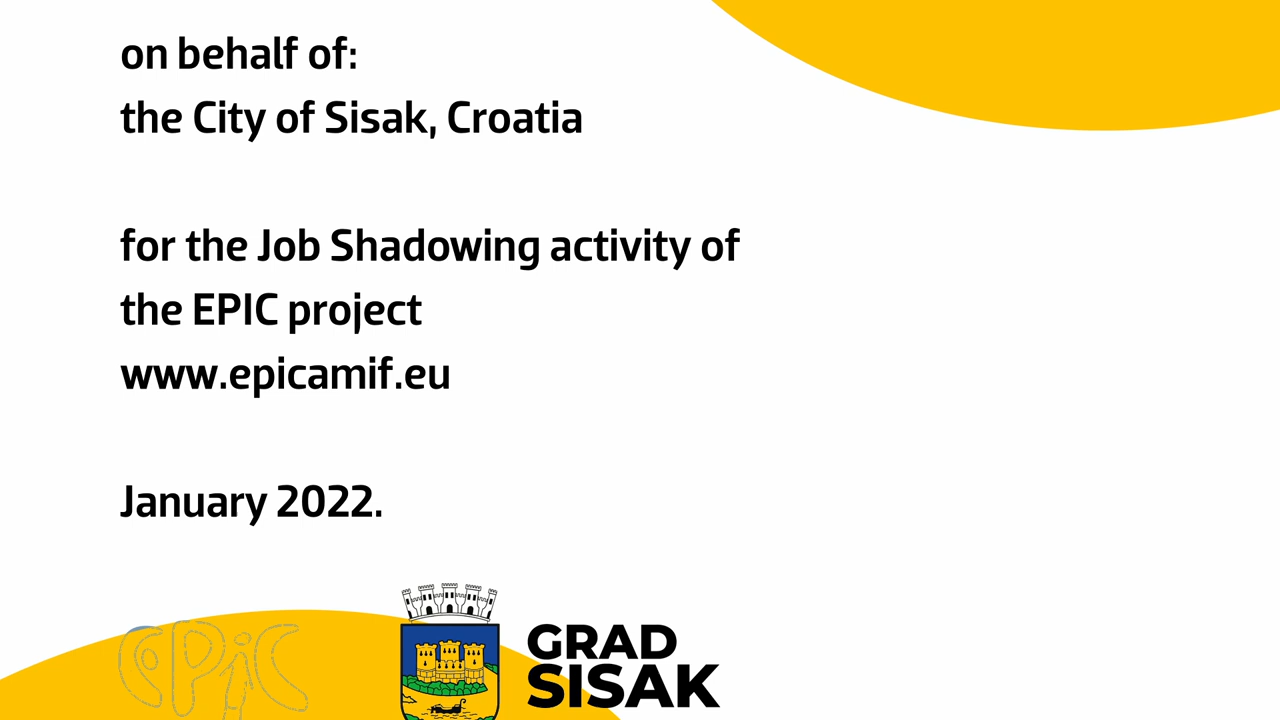 on behalf of:
the City of Sisak, Croatia
for the Job Shadowing activity of
the EPIC project
www.epicamif.eu
January 2022.
EPiC
GRAD
SISAK